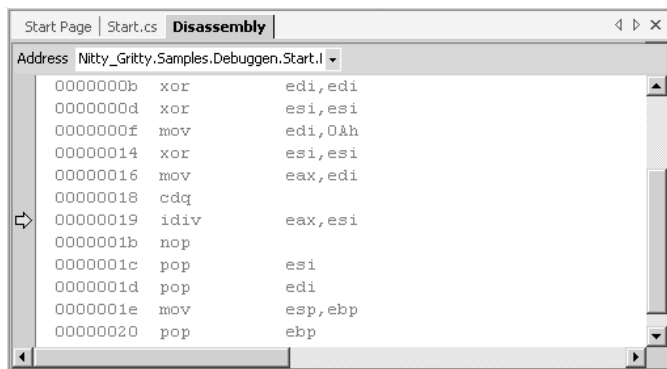 Start Page | Start.cs Disassembly
Address Nitty_Gritty.Samples.Debuggen.Start.I
0000000b xor edi,edi
0000000d xor esi,esi
0000000f mov edi,0Ah
00000014 xor esi,esi
00000016 mov eax,edi
00000018 cdq
00000019 idiv eax,esi
0000001b nop
0000001c pop esi
0000001d pop edi
0000001e mov esp,ebp
00000020 pop ebp